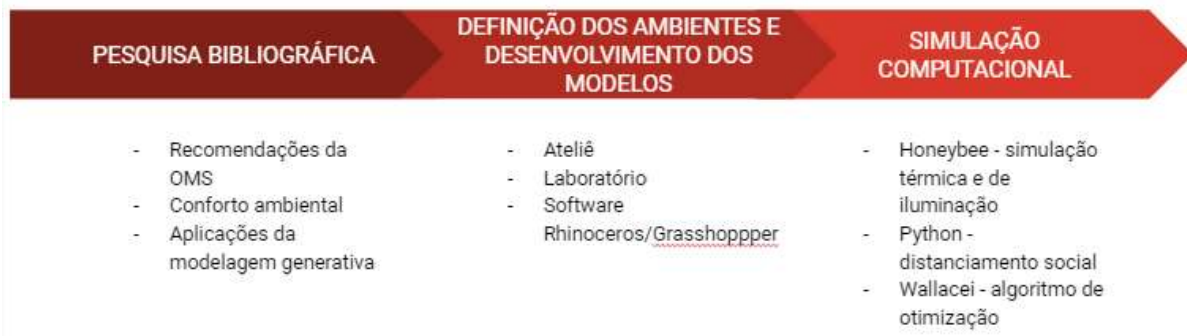 PESQUISA BIBLIOGRÁFICA
DEFINIÇÃO DOS AMBIENTES E
DESENVOLVIMENTO DOS
MODELOS
SIMULAÇÃO
COMPUTACIONAL
- Recomendações da
OMS
- Conforto ambiental
- Aplicações da
modelagem generativa
- Ateliê
- Laboratório
- Software
Rhinoceros/Grasshoppper
- Honeybee - simulação
térmica e de
iluminação
- Python -
distanciamento social
- Wallacei - algoritmo de
otimização